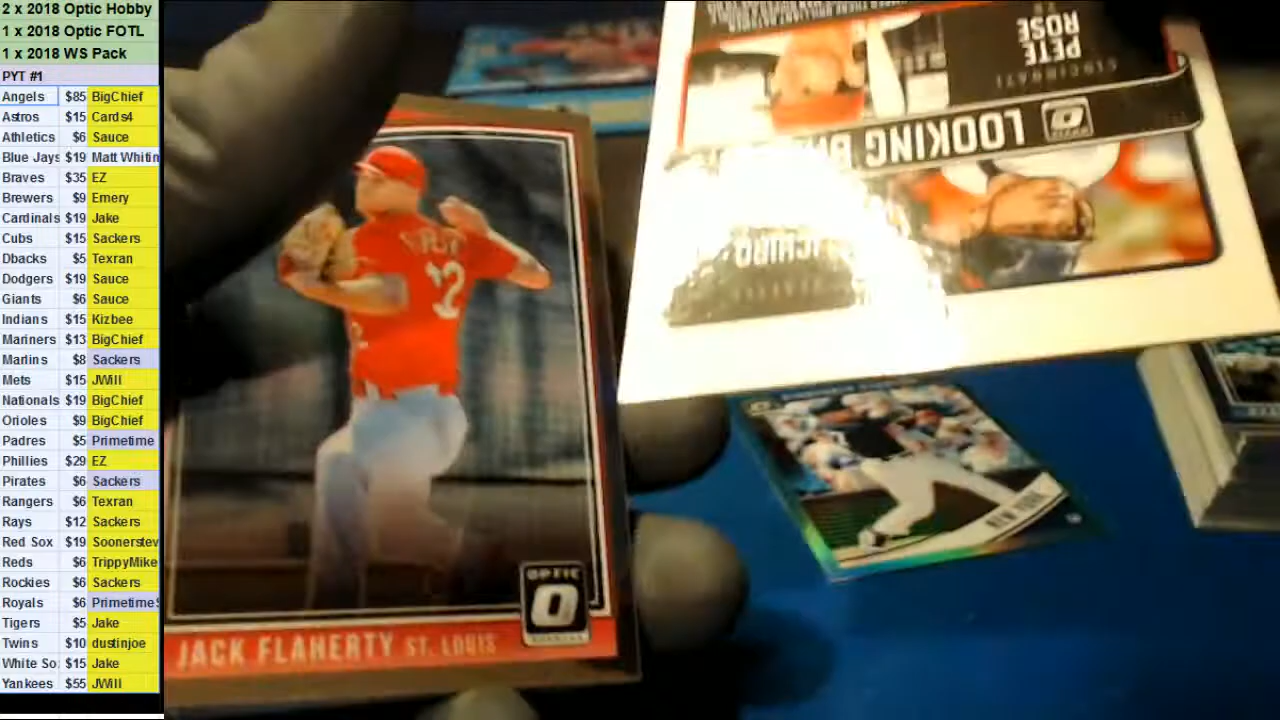 2 x 2018 Optic Hobby
1 x 2018 Optic FOTL
1 x 2018 WS Pack
PYT #1
Angels $85 BigChief
Astros $15 Cards4
Athletics $6 Sauce
Blue Jays $19 Matt Whitin
Braves $35 EZ
Brewers $9 Emery
Cardinals $19 Jake
Cubs $15 Sackers
Dbacks $5 Texran
Dodgers $19 Sauce
Giants $6 Sauce
Indians $15 Kizbee
Mariners $13 BigChief
Marlins $8 Sackers
Mets $15 JWill
Nationals $19 BigChief
Orioles $9 BigChief
Padres $5 Primetime
Phillies $29 EZ
Pirates $6 Sackers
Rangers $6 Texran
Rays $12 Sackers
Red Sox $19 Soonerstev
Reds $6 TrippyMike
Rockies $6 Sackers
Royals $6 PrimetimeS
Tigers $5 Jake
Twins $10 dustinjoe
White So $15 Jake
Yankees $55 JWill
OPTIC
JACK FLAHERTY ST. LOUIS
PETE ROSE
CINCINNATI
LOOKING
ICHIRO
NEW YORK